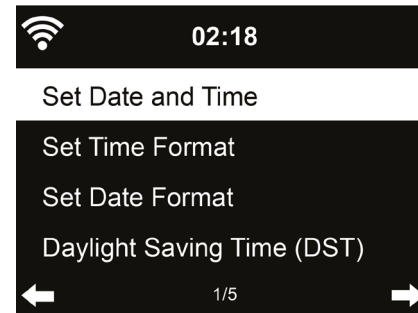 02:18
Set Date and Time
Set Time Format
Set Date Format
Daylight Saving Time (DST)
1/5